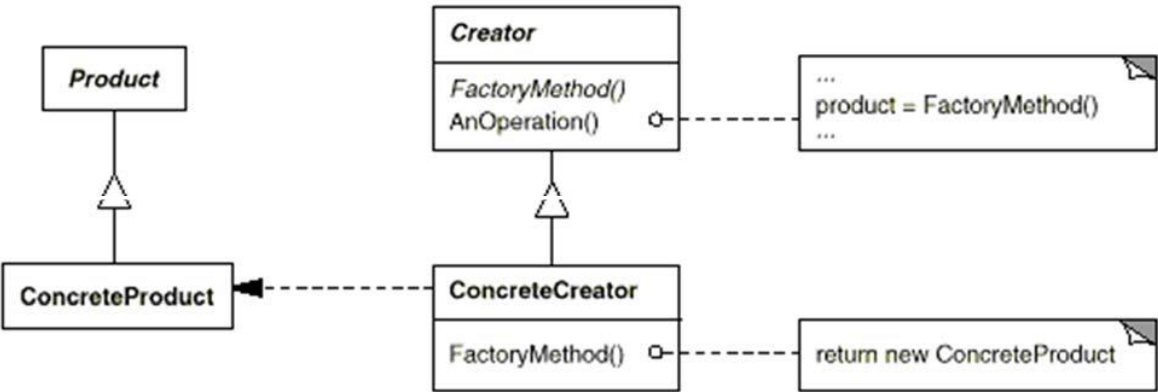 Product
ConcreteProduct
Creator
FactoryMethod()
AnOperation()
...
product = FactoryMethod()
...
ConcreteCreator
FactoryMethod()
return new ConcreteProduct